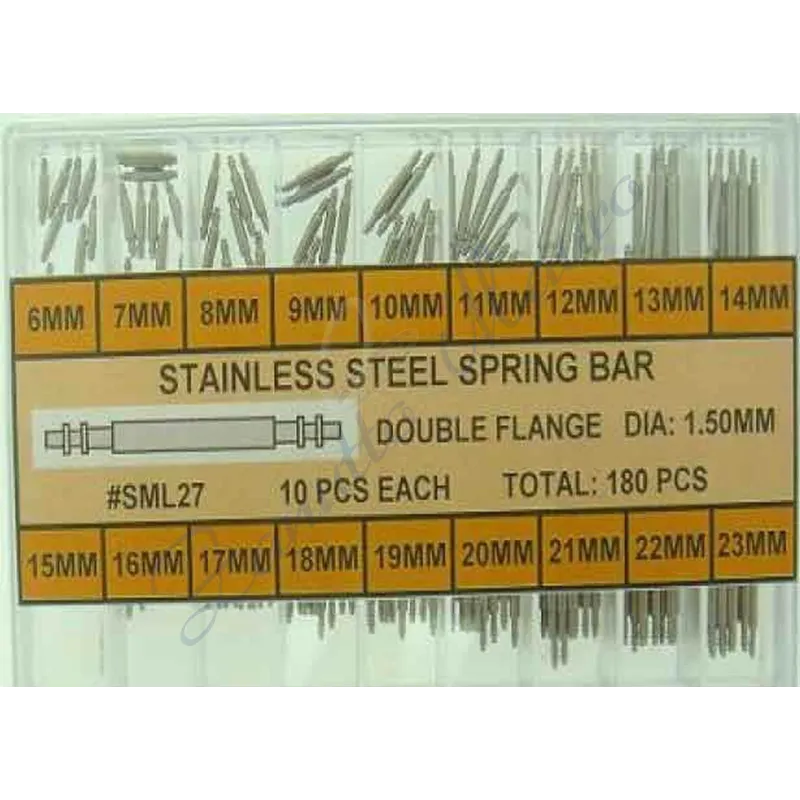 6MM 7MM 8MM 9MM 10MM 11MM 12MM 13MM 14MM
STAINLESS STEEL SPRING BAR
DOUBLE FLANGE DIA: 1.50MM
#SML27 10 PCS EACH TOTAL: 180 PCS
15MM 16MM 17MM 18MM 19MM 20MM 21MM 22MM 23MM